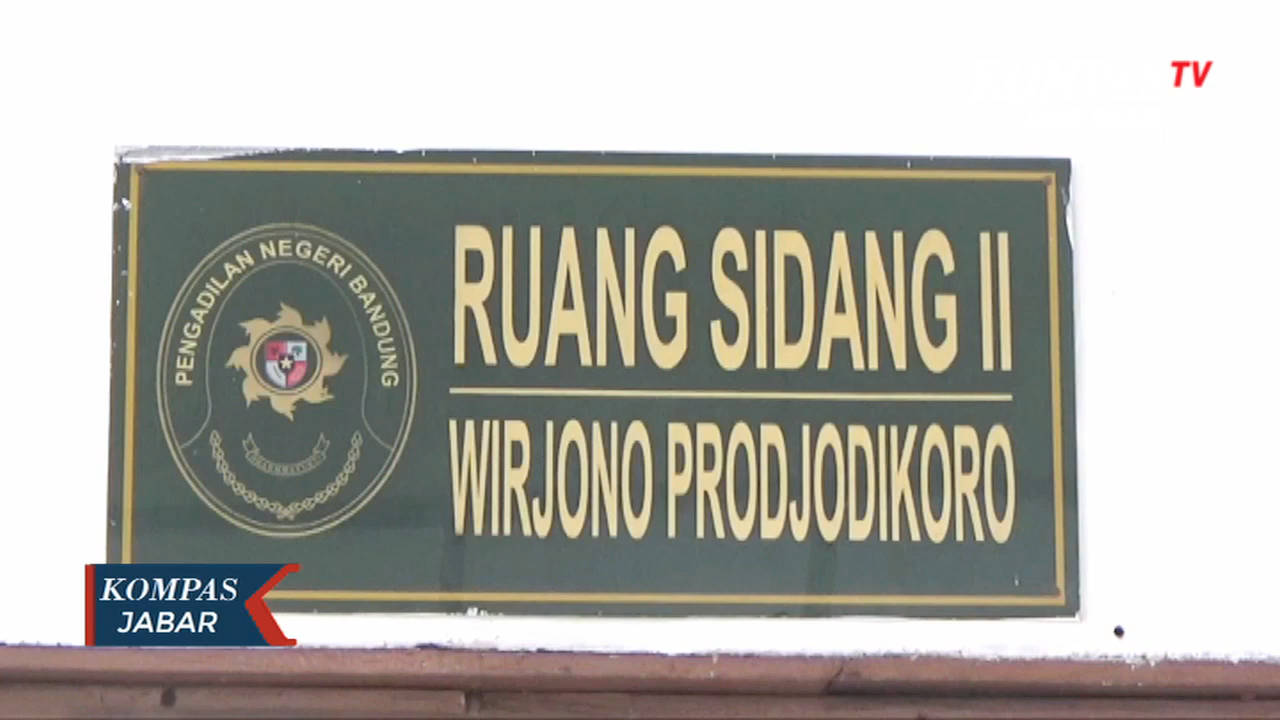 TV
PENGADILAN NEGERI BANDUNG
RUANG SIDANG II
WIRJONO PRODJODIKORO
KOMPAS
JABAR